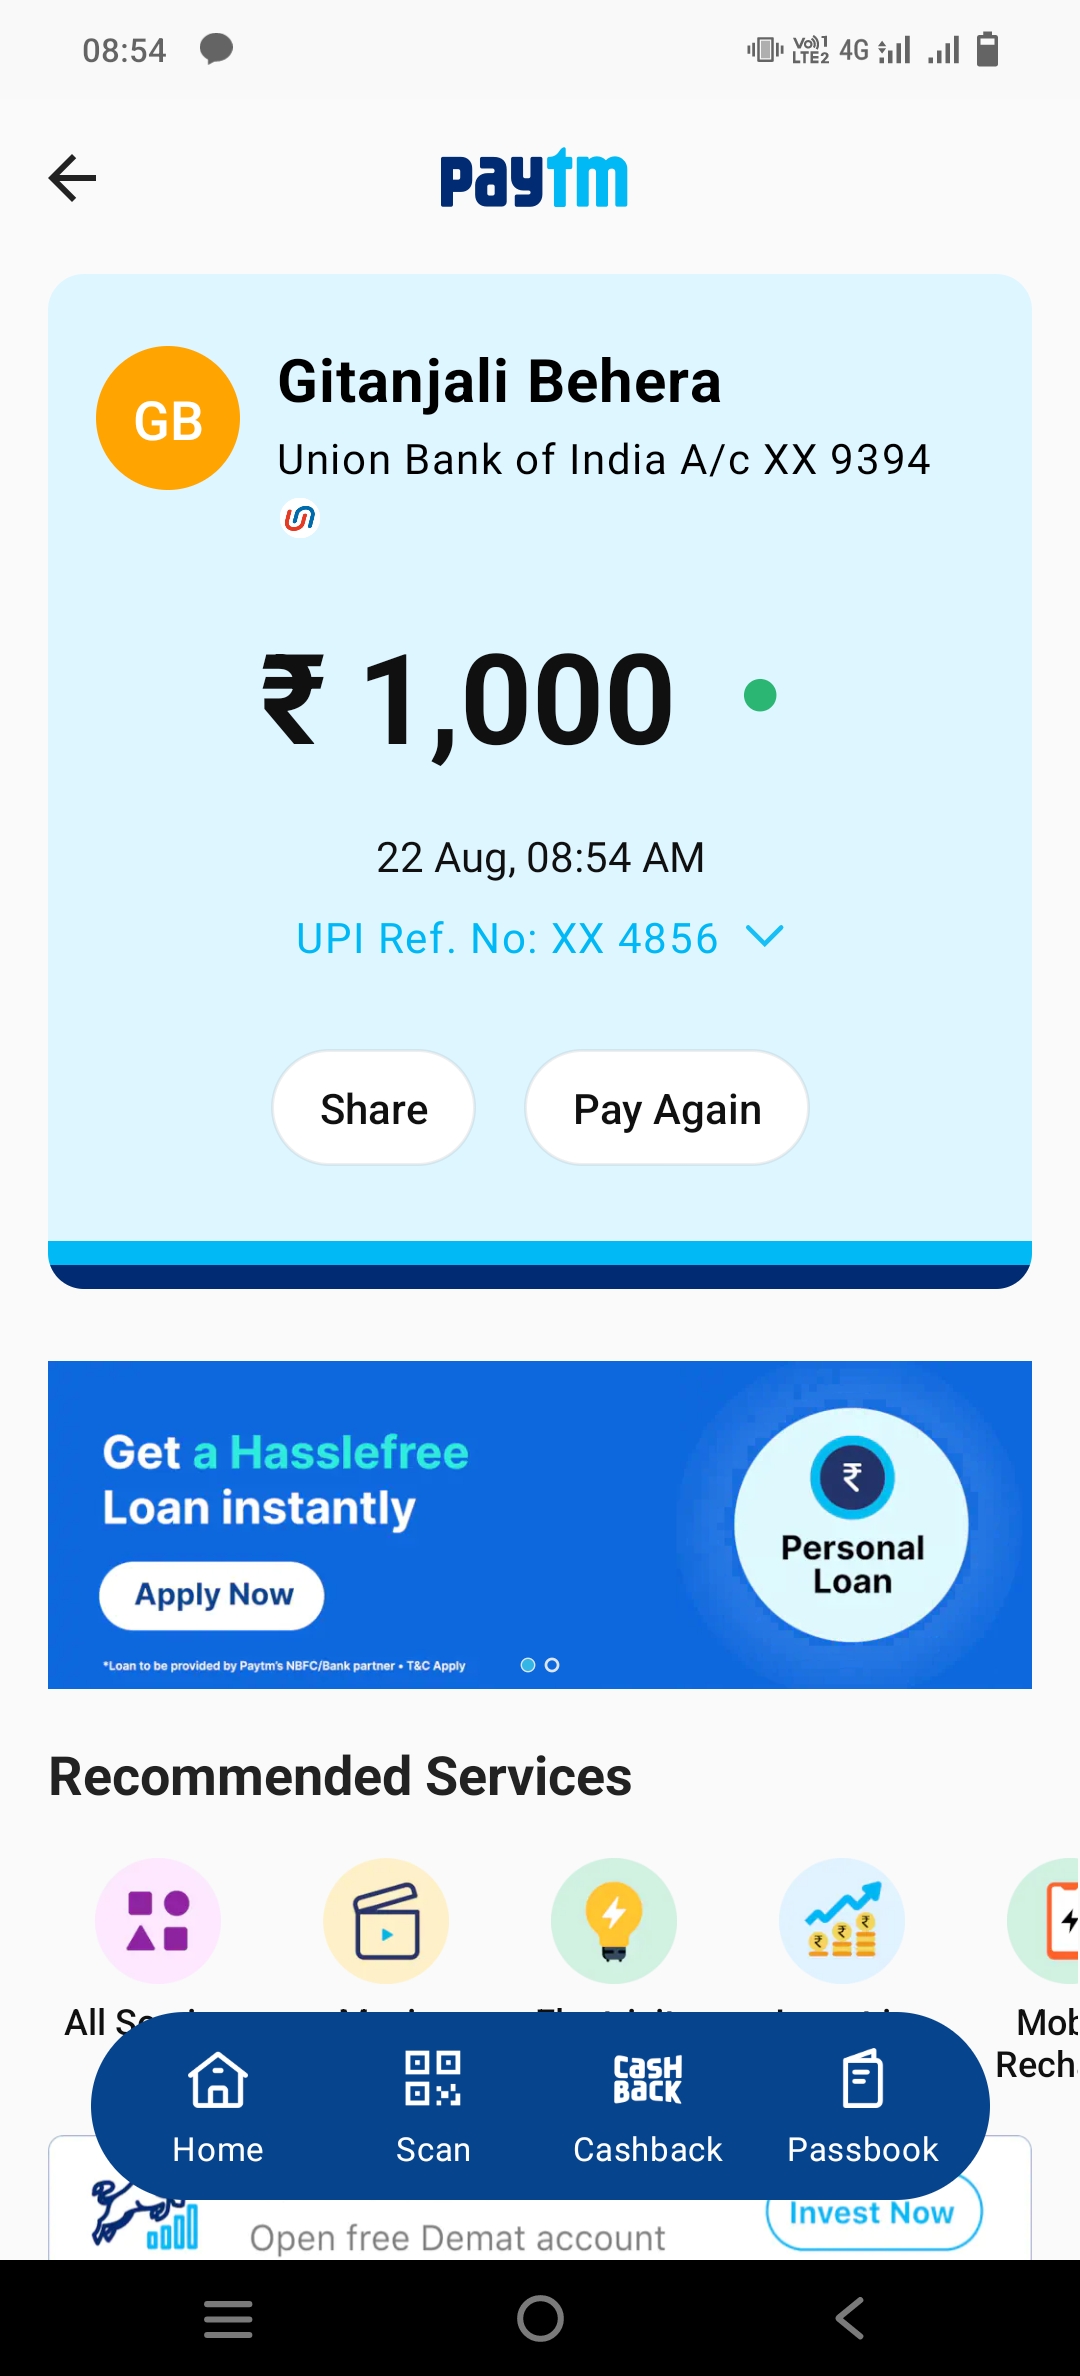 08:54
Vo)) 1
LTE2 4G
paytm
GB
Gitanjali Behera
Union Bank of India A/c XX 9394
₹ 1,000
22 Aug, 08:54 AM
UPI Ref. No: XX 4856
Share
Pay Again
Get a Hasslefree
Loan instantly
Apply Now
*Loan to be provided by Paytm's NBFC/Bank partner • T&C Apply
₹
Personal
Loan
Recommended Services
All
Mob
Rech
Home
Scan
CASH
BACK
Cashback
Passbook
Open free Demat account
Invest Now